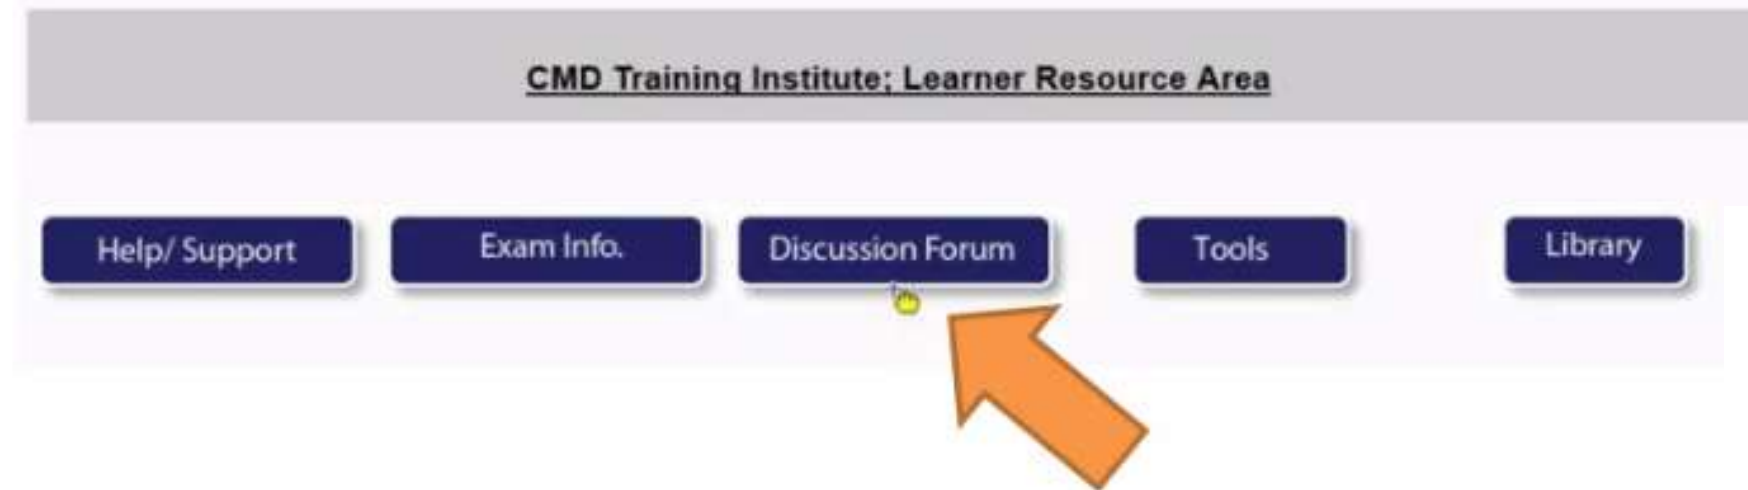 CMD Training Institute; Learner Resource Area
Help/ Support
Exam Info.
Discussion Forum
Tools
Library